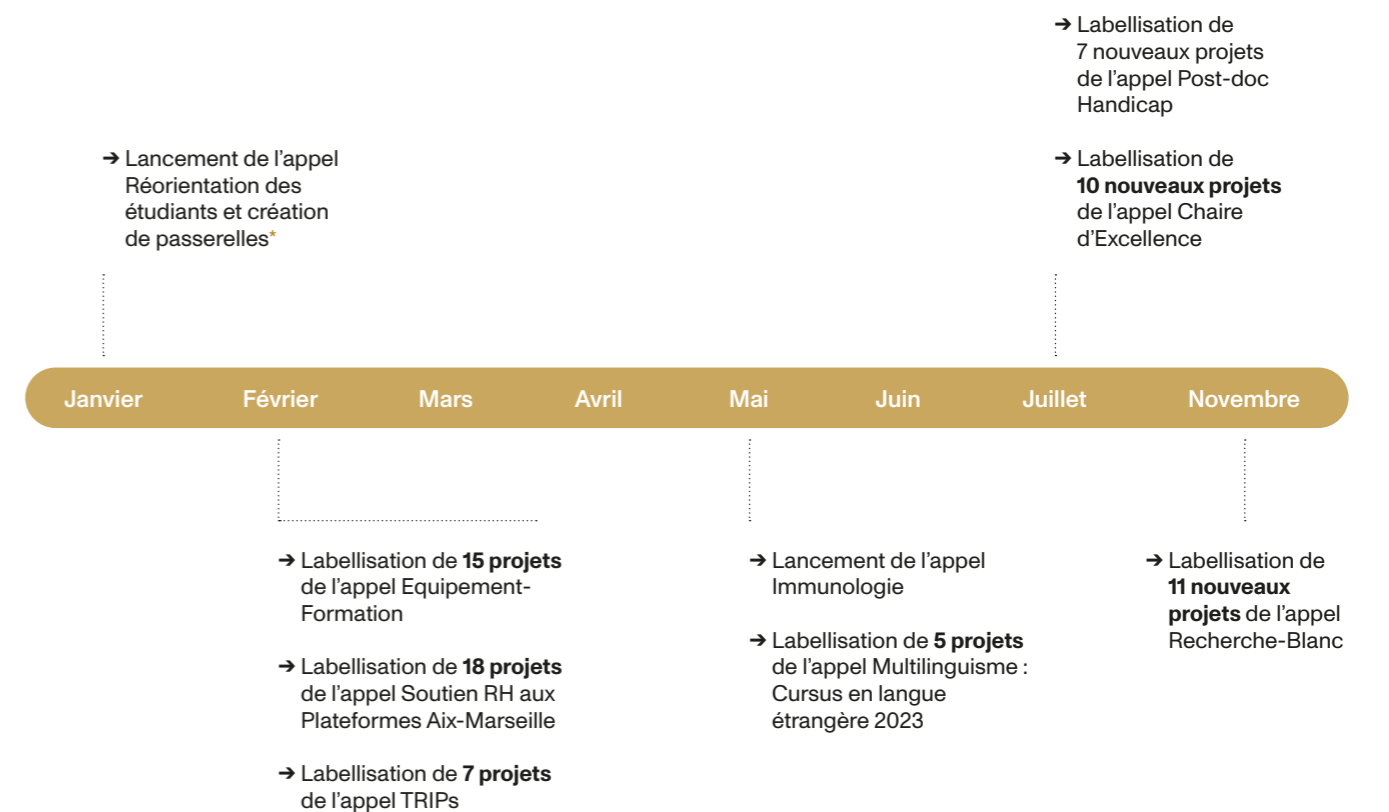 ➔ Labellisation de
7 nouveaux projets
de l’appel Post-doc
Handicap
➔ Labellisation de
10 nouveaux projets
de l’appel Chaire
d’Excellence
➔ Lancement de l’appel
Réorientation des
étudiants et création
de passerelles*
Janvier Février Mars Avril Mai Juin Juillet Novembre
➔ Labellisation de 15 projets
de l’appel Equipement-
Formation
➔ Labellisation de 18 projets
de l’appel Soutien RH aux
Plateformes Aix-Marseille
➔ Labellisation de 7 projets
de l’appel TRIPs
➔ Lancement de l’appel
Immunologie
➔ Labellisation de 5 projets
de l’appel Multilinguisme :
Cursus en langue
étrangère 2023
➔ Labellisation de
11 nouveaux
projets de l’appel
Recherche-Blanc